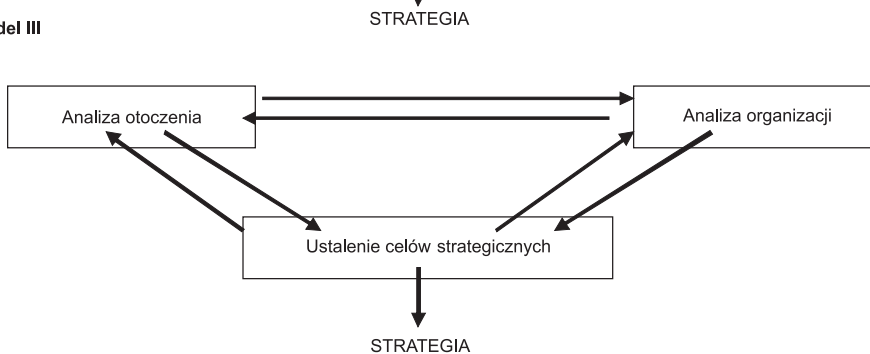 STRATEGIA
del III
Analiza otoczenia
Analiza organizacji
Ustalenie celów strategicznych
STRATEGIA